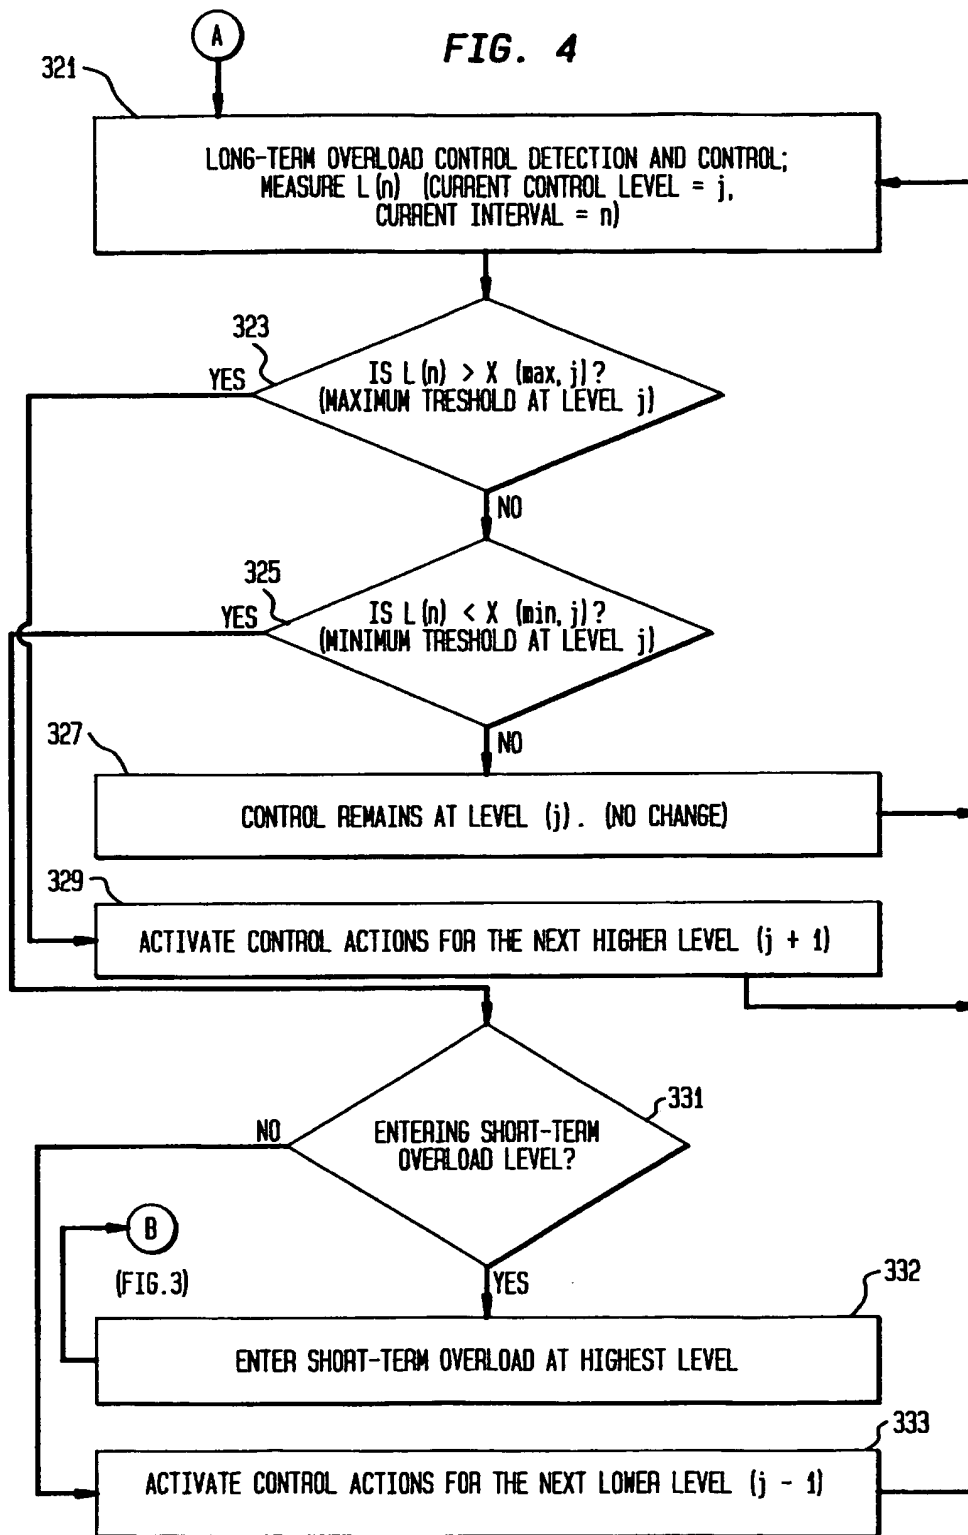 A
FIG. 4
321
LONG-TERM OVERLOAD CONTROL DETECTION AND CONTROL;
MEASURE L(n) (CURRENT CONTROL LEVEL = j,
CURRENT INTERVAL = n)
323
YES
IS L(n) > X (max, j)?
(MAXIMUM TRESHOLD AT LEVEL j)
NO
325
YES
IS L(n) < X (min, j)?
(MINIMUM TRESHOLD AT LEVEL j)
NO
327
CONTROL REMAINS AT LEVEL (j). (NO CHANGE)
329
ACTIVATE CONTROL ACTIONS FOR THE NEXT HIGHER LEVEL (j + 1)
331
NO
ENTERING SHORT-TERM
OVERLOAD LEVEL?
B
(FIG.3)
YES
332
ENTER SHORT-TERM OVERLOAD AT HIGHEST LEVEL
333
ACTIVATE CONTROL ACTIONS FOR THE NEXT LOWER LEVEL (j - 1)